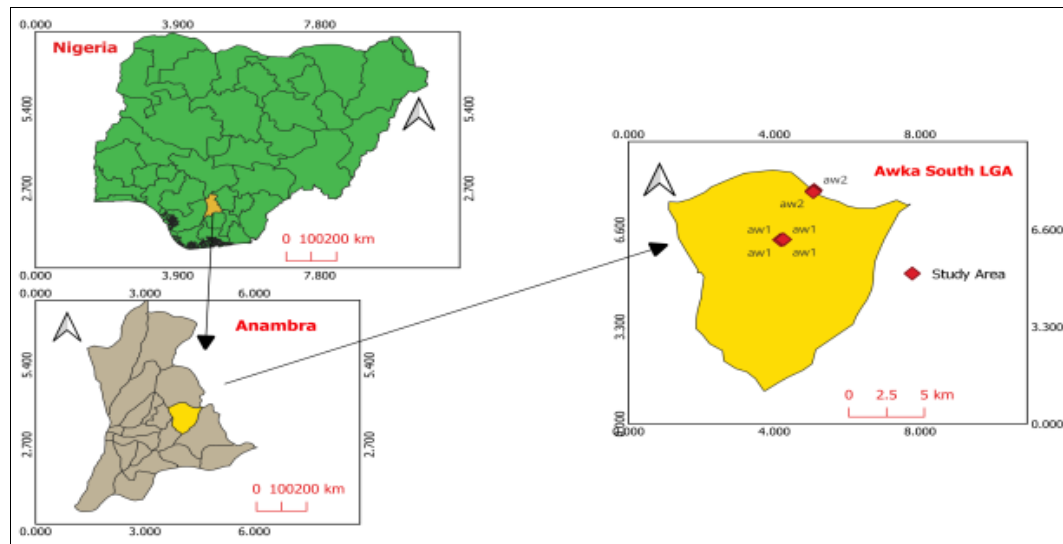 0.000 3.900 7.800
Nigeria
5.400 5.400
2.700 2.700
0 100200 km
0.000 3.900 7.800
0.000 3.000 6.000
Anambra
5.400 5.400
2.700 2.700
0 100200 km
0.000 3.000 6.000
0.000 4.000 8.000
Awka South LGA
aw2
aw2
6.600 6.600
aw1 aw1
aw1 aw1
Study Area
3.300 3.300
0 2.5 5 km
0.000 0.000
0.000 4.000 8.000